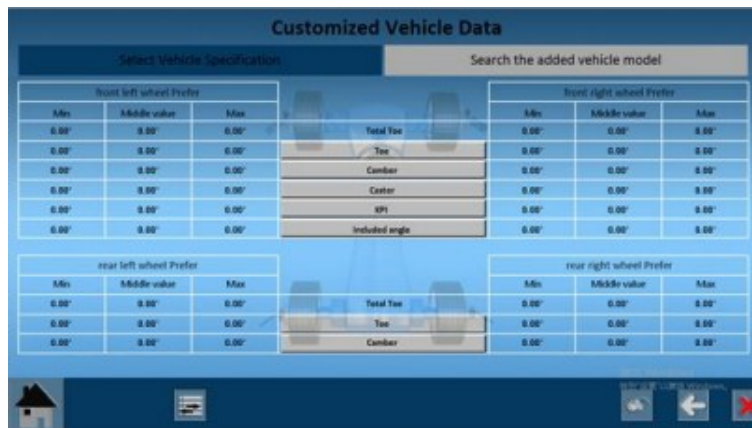 Customized Vehicle Data
Select Vehicle Specification Search the added vehicle model
front left wheel Prefer front right wheel Prefer
Min Middle value Max Min Middle value Max
0.00° 0.00° 0.00° Total Toe 0.00° 0.00° 0.00°
0.00° 0.00° 0.00° Toe 0.00° 0.00° 0.00°
0.00° 0.00° 0.00° Camber 0.00° 0.00° 0.00°
0.00° 0.00° 0.00° Caster 0.00° 0.00° 0.00°
0.00° 0.00° 0.00° KPI 0.00° 0.00° 0.00°
0.00° 0.00° 0.00° Included angle 0.00° 0.00° 0.00°
rear left wheel Prefer rear right wheel Prefer
Min Middle value Max Min Middle value Max
0.00° 0.00° 0.00° Total Toe 0.00° 0.00° 0.00°
0.00° 0.00° 0.00° Toe 0.00° 0.00° 0.00°
0.00° 0.00° 0.00° Camber 0.00° 0.00° 0.00°
Windows